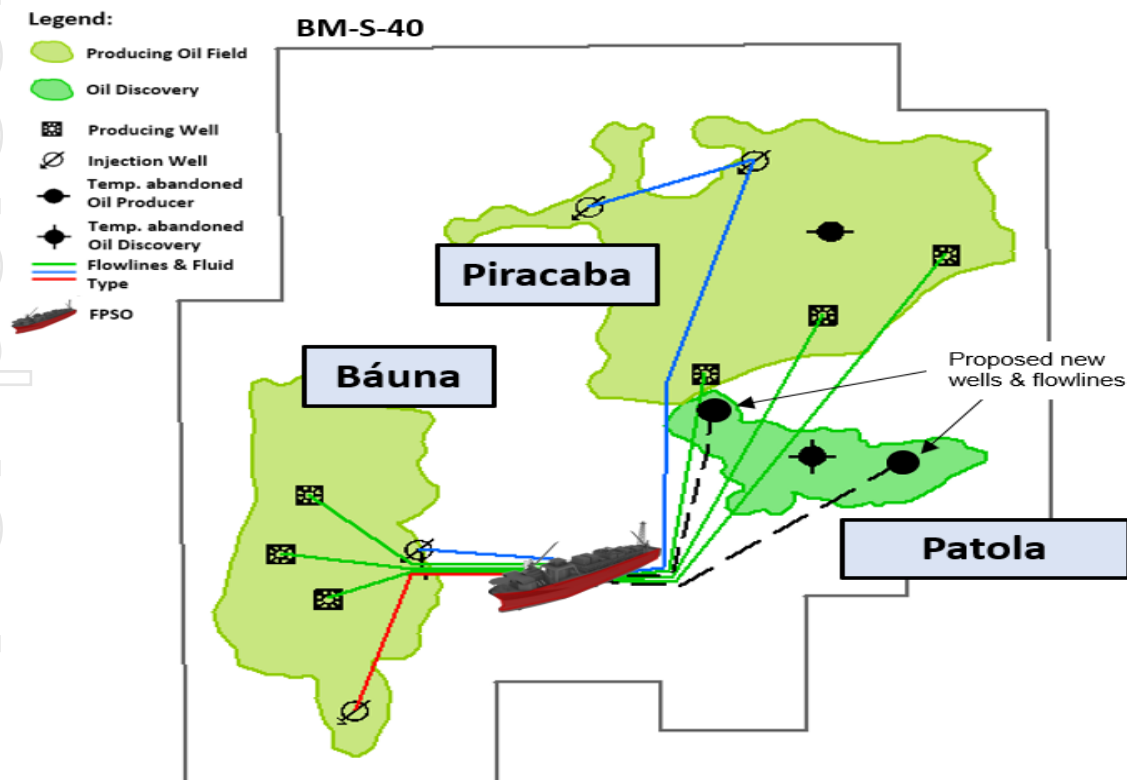 Legend:
Producing Oil Field
Oil Discovery
Producing Well
Injection Well
Temp. abandoned
Oil Producer
Temp. abandoned
Oil Discovery
Flowlines & Fluid
Type
FPSO
BM-S-40
Piracaba
Báuna
Proposed new
wells & flowlines
Patola